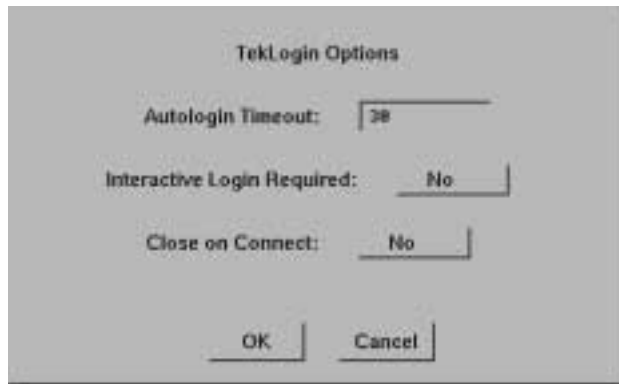 TekLogin Options
Autologin Timeout: 30
Interactive Login Required: No
Close on Connect: No
OK Cancel